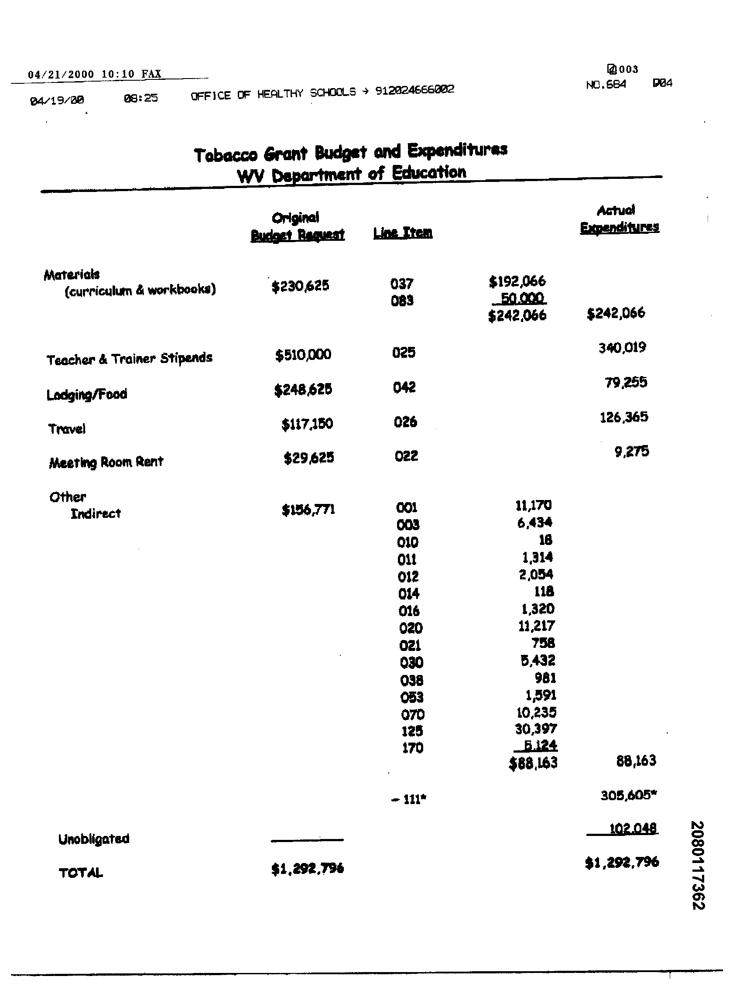 04/21/2000 10:10 FAX 003
04/19/00 08:25 OFFICE OF HEALTHY SCHOOLS → 912024666002 NO.684 P04
Tobacco Grant Budget and Expenditures
WV Department of Education
Original Actual
Budget Request Line Item Expenditures
Materials
(curriculum & workbooks) $230,625 037 $192,066
083 50,000
$242,066 $242,066
Teacher & Trainer Stipends $510,000 025 340,019
Lodging/Food $248,625 042 79,255
Travel $117,150 026 126,365
Meeting Room Rent $29,625 022 9,275
Other
Indirect $156,771 001 11,170
003 6,434
010 18
011 1,314
012 2,054
014 118
016 1,320
020 11,217
021 758
030 5,432
038 981
053 1,591
070 10,235
125 30,397
170 5,124
$88,163 88,163
- 111* 305,605*
Unobligated 102,048
TOTAL $1,292,796 $1,292,796
2080117362